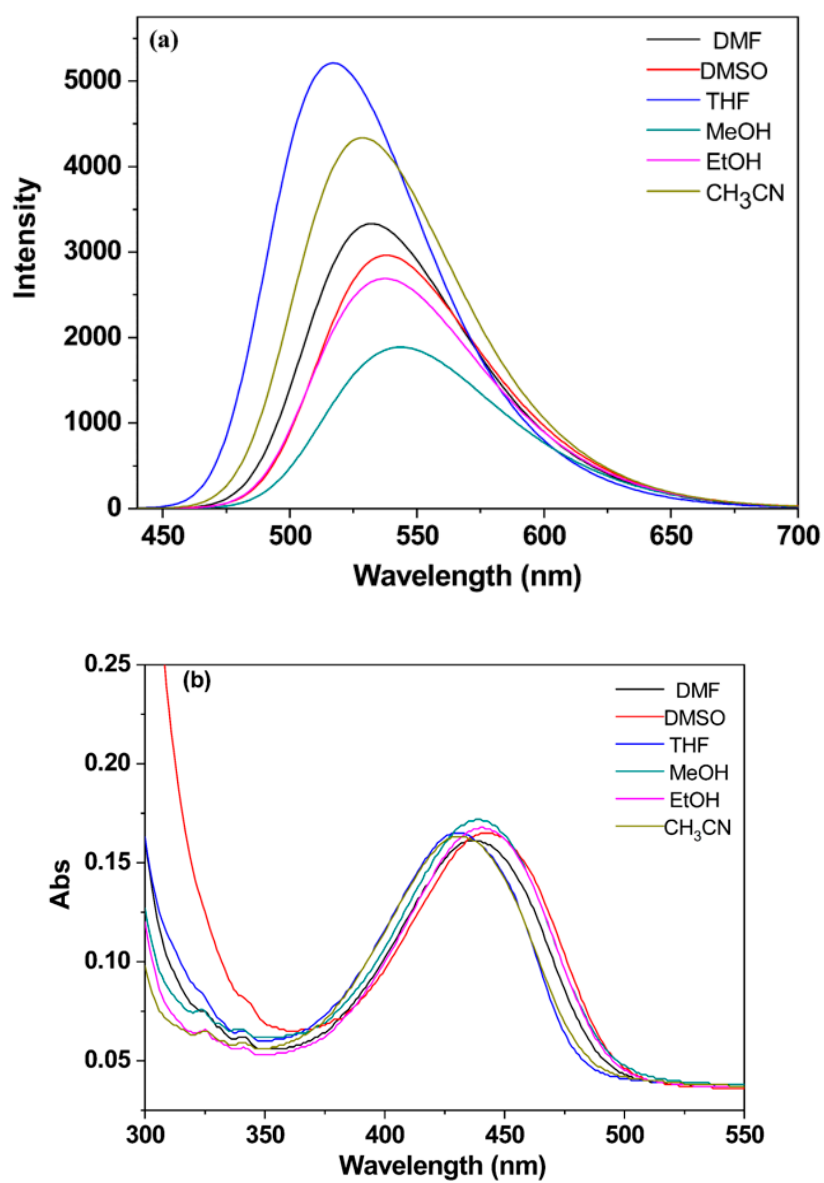 (a)
DMF
DMSO
THF
MeOH
EtOH
CH₃CN
5000
4000
3000
2000
1000
0
Intensity
450 500 550 600 650 700
Wavelength (nm)
(b)
DMF
DMSO
THF
MeOH
EtOH
CH₃CN
0.25
0.20
0.15
0.10
0.05
Abs
300 350 400 450 500 550
Wavelength (nm)